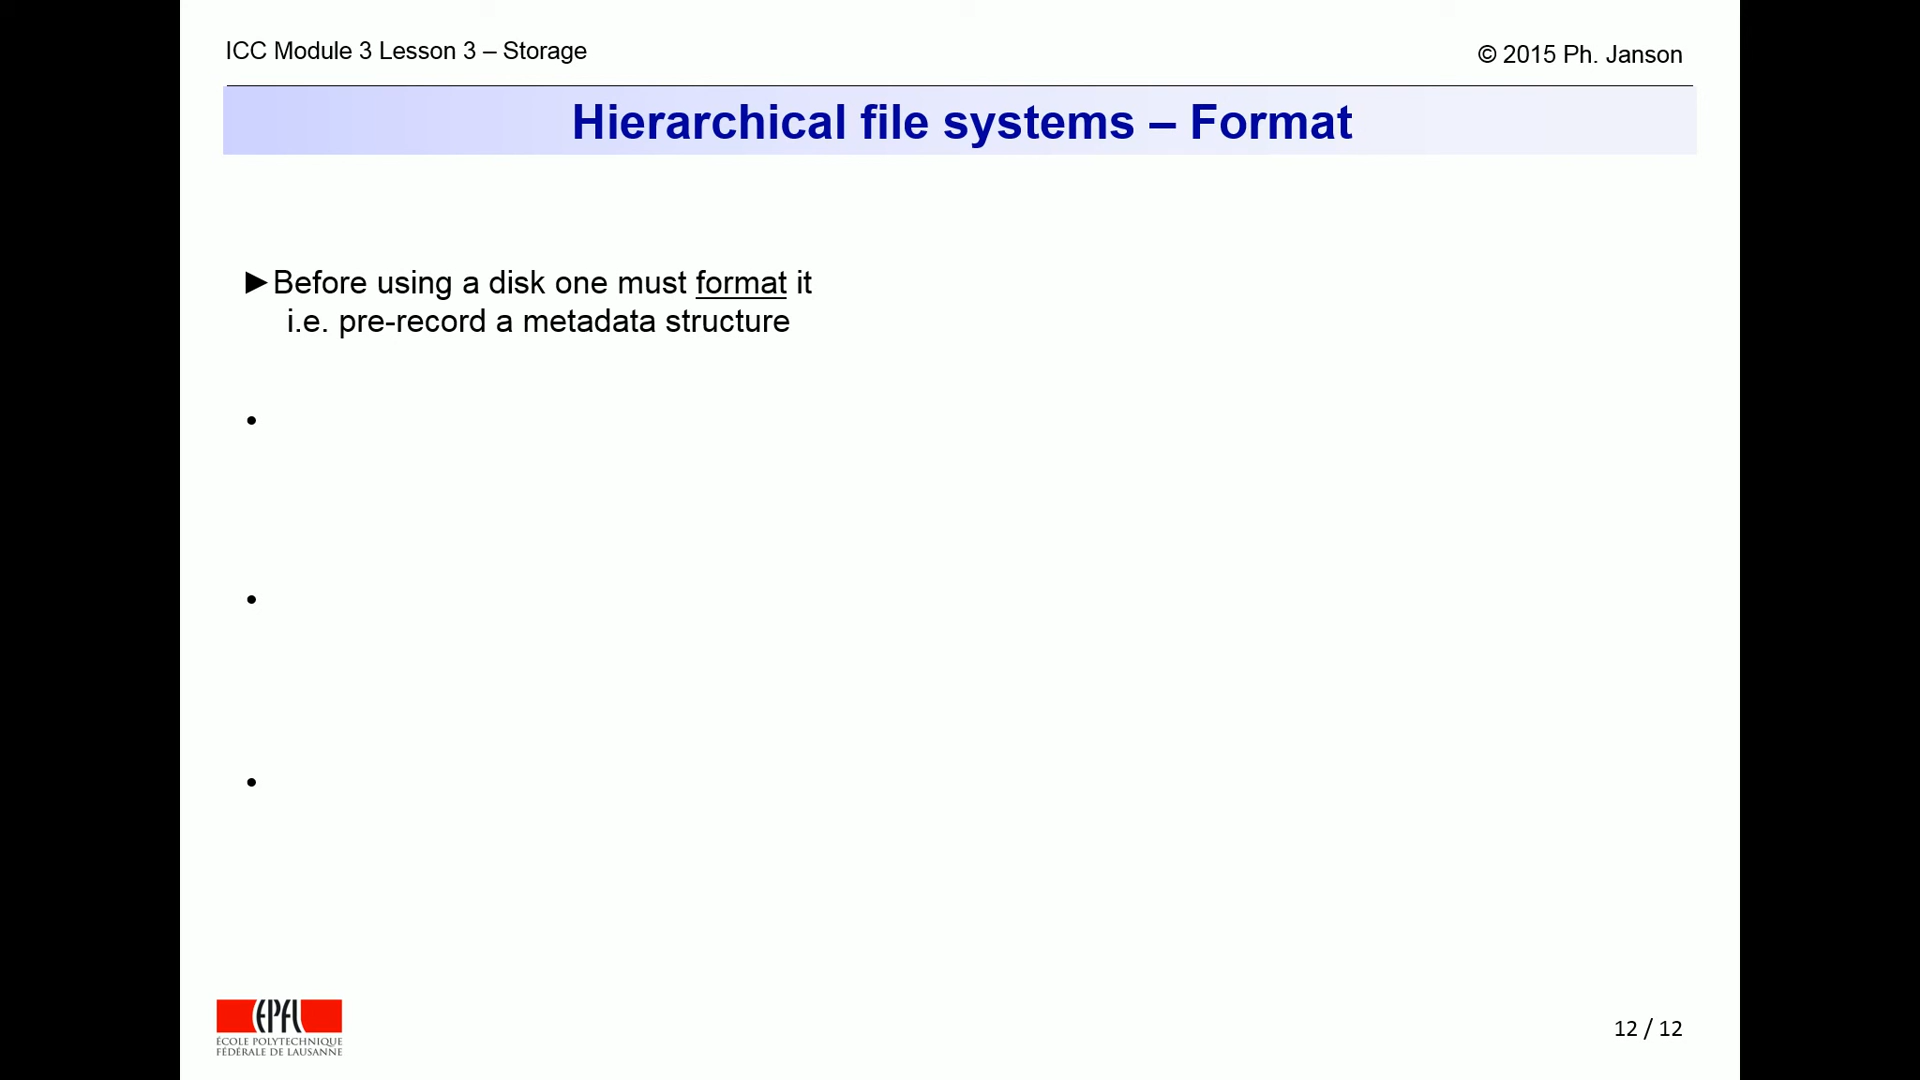 ICC Module 3 Lesson 3 – Storage
© 2015 Ph. Janson
Hierarchical file systems – Format
►Before using a disk one must format it
i.e. pre-record a metadata structure
•
•
•
EPFL
ÉCOLE POLYTECHNIQUE
FÉDÉRALE DE LAUSANNE
12 / 12